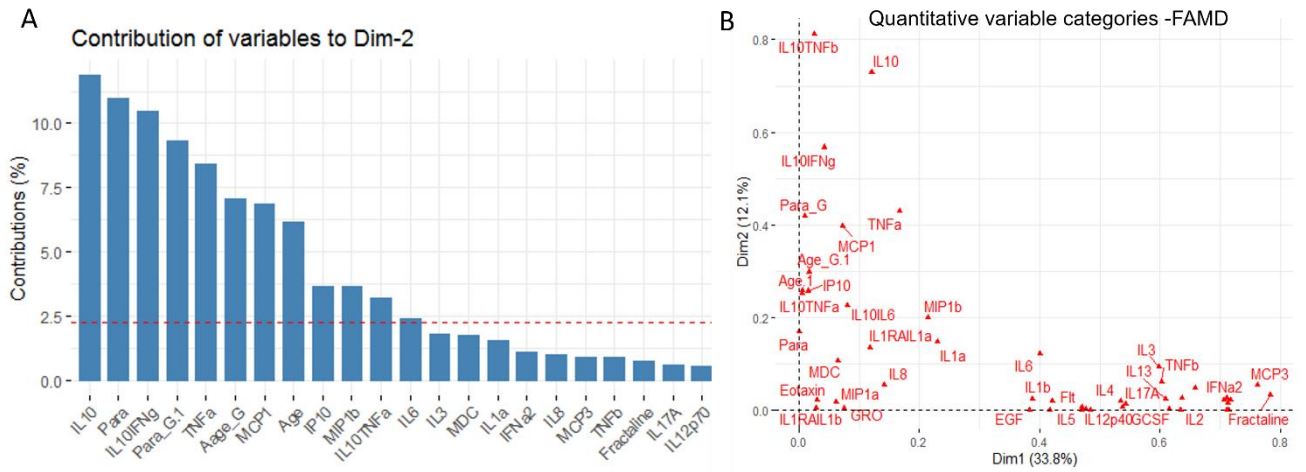 A
Contribution of variables to Dim-2
Contributions (%)
10.0
7.5
5.0
2.5
0.0
IL10
Para
IL10IFNg
Para_G.1
TNFa
Aage_G
MCP1
Age
IP10
MIP1b
IL10TNFa
IL6
IL3
MDC
IL1a
IFNa2
IL8
MCP3
TNFb
Fractaline
IL17A
IL12p70
B
Quantitative variable categories -FAMD
Dim2 (12.1%)
0.8
0.6
0.4
0.2
0.0
IL10TNFb
IL10
IL10IFNg
Para_G
TNFa
MCP1
Age_G.1
Age.1
IP10
IL10TNFa
IL10IL6
MIP1b
Para
IL1RAIL1a
IL1a
MDC
IL8
IL6
IL3
TNFb
IL13
MCP3
Eotaxin
MIP1a
IL1b
Flt
IL4
IL17A
IFNa2
IL1RAIL1b
GRO
EGF
IL5
IL12p40
GCSF
IL2
Fractaline
0.0
0.2
0.4
0.6
0.8
Dim1 (33.8%)